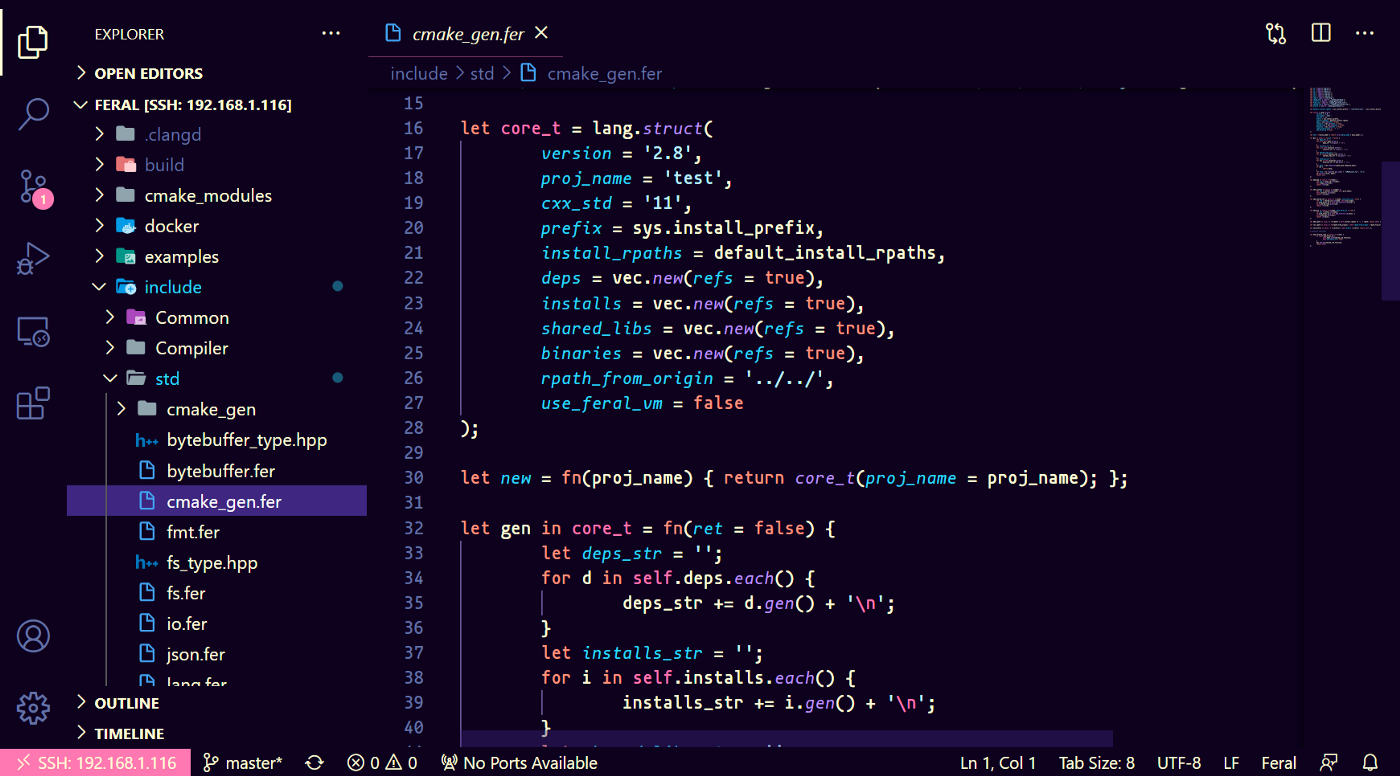 EXPLORER
OPEN EDITORS
FERAL [SSH: 192.168.1.116]
.clangd
build
cmake_modules
docker
examples
include
Common
Compiler
std
cmake_gen
bytebuffer_type.hpp
bytebuffer.fer
cmake_gen.fer
fmt.fer
fs_type.hpp
fs.fer
io.fer
json.fer
lang.fer
OUTLINE
TIMELINE
1
cmake_gen.fer
include > std > cmake_gen.fer
15
16 let core_t = lang.struct(
17 version = '2.8',
18 proj_name = 'test',
19 cxx_std = '11',
20 prefix = sys.install_prefix,
21 install_rpaths = default_install_rpaths,
22 deps = vec.new(refs = true),
23 installs = vec.new(refs = true),
24 shared_libs = vec.new(refs = true),
25 binaries = vec.new(refs = true),
26 rpath_from_origin = '../../',
27 use_feral_vm = false
28 );
29
30 let new = fn(proj_name) { return core_t(proj_name = proj_name); };
31
32 let gen in core_t = fn(ret = false) {
33 let deps_str = '';
34 for d in self.deps.each() {
35 deps_str += d.gen() + '\n';
36 }
37 let installs_str = '';
38 for i in self.installs.each() {
39 installs_str += i.gen() + '\n';
40 }
SSH: 192.168.1.116 master* 0 0 No Ports Available Ln 1, Col 1 Tab Size: 8 UTF-8 LF Feral